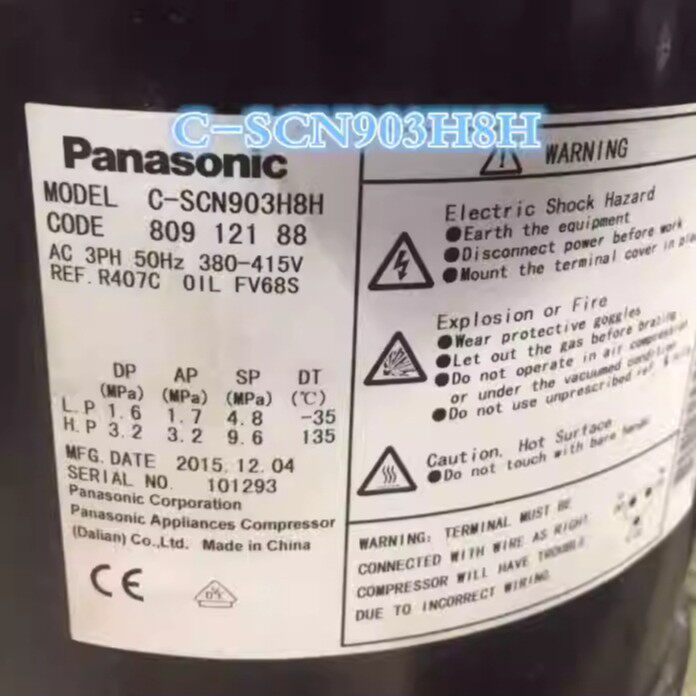 C-SCN903H8H
Panasonic
MODEL C-SCN903H8H
CODE 809 121 88
AC 3PH 50Hz 380-415V
REF. R407C OIL FV68S
DP AP SP DT
(MPa) (MPa) (MPa) (℃)
L.P 1.6 1.7 4.8 -35
H.P 3.2 3.2 9.6 135
MFG. DATE 2015.12.04
SERIAL NO. 101293
Panasonic Corporation
Panasonic Appliances Compressor
(Dalian) Co., Ltd. Made in China
CE
WARNING
Electric Shock Hazard
●Earth the equipment
●Disconnect power before work
●Mount the terminal cover in
Explosion or Fire
●Wear protective goggles
●Let out the gas before brazing
●Do not operate in air compression
or under the vacuumed condition
●Do not use unprescribed ref.
Caution, Hot Surface
●Do not touch with bare
WARNING: TERMINAL MUST BE
CONNECTED WITH WIRE AS RIGHT.
COMPRESSOR WILL HAVE TROUBLE
DUE TO INCORRECT WIRING.